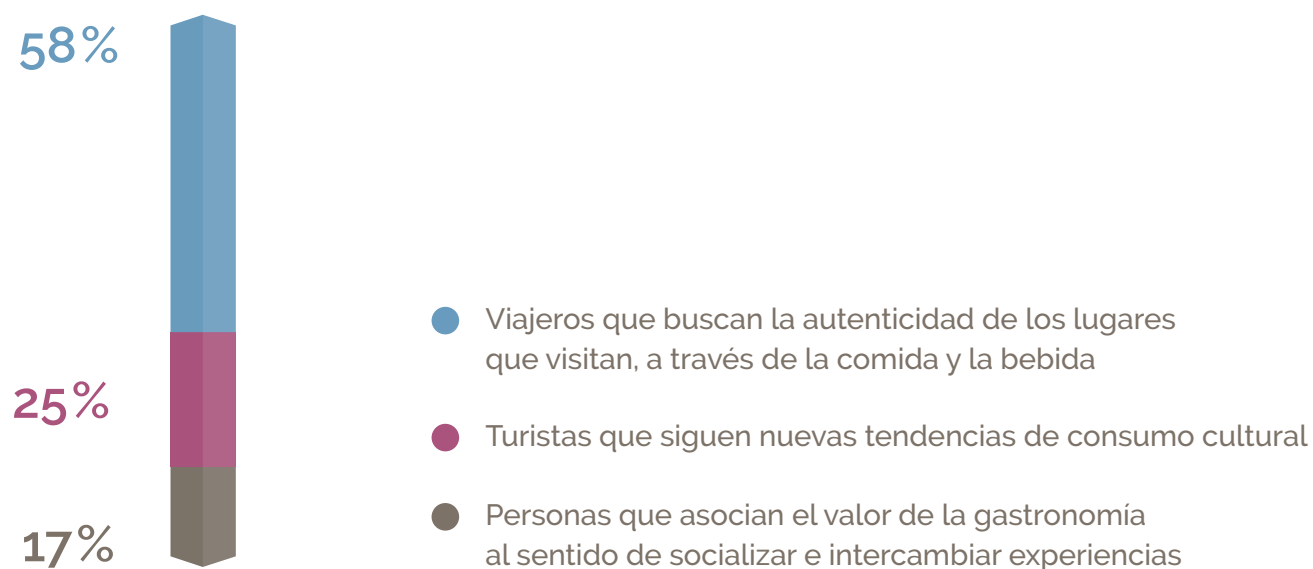 58%
25%
17%
Viajeros que buscan la autenticidad de los lugares
que visitan, a través de la comida y la bebida
Turistas que siguen nuevas tendencias de consumo cultural
Personas que asocian el valor de la gastronomía
al sentido de socializar e intercambiar experiencias